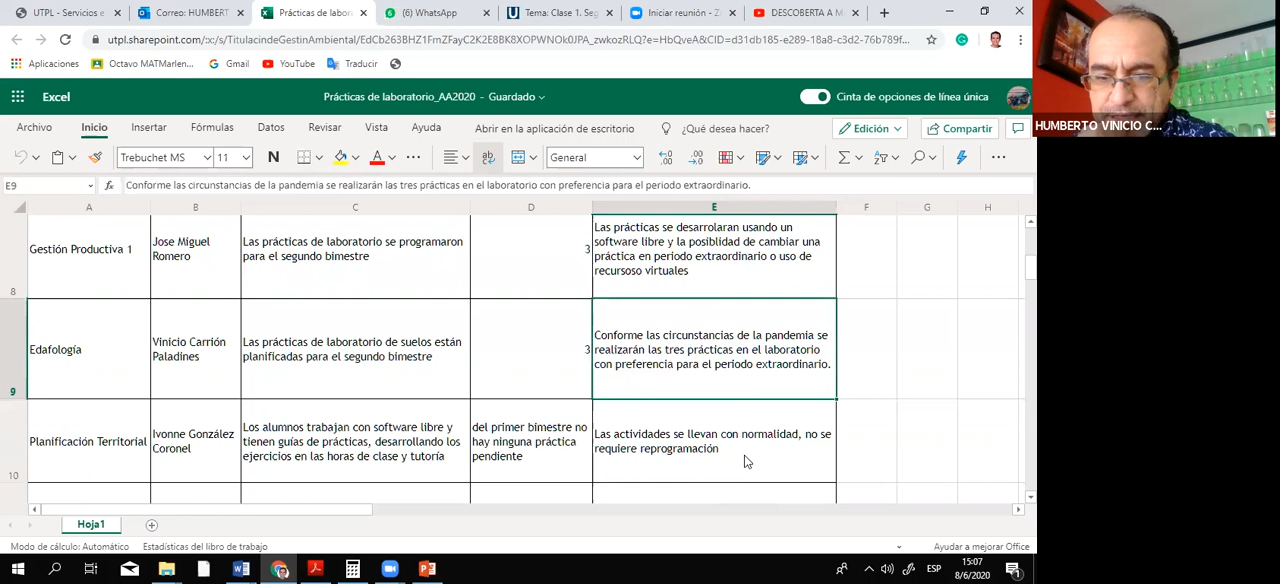 UTPL - Servicios e
Correo: HUMBERT
Prácticas de labor
(6) WhatsApp
Tema: Clase 1. Seg
Iniciar reunión - Z
DESCOBERTA A M
utpl.sharepoint.com/:x:/s/TitulacindeGestinAmbiental/EdCb263BHZ1FmZFayC2K2E8BK8XOPWNOk0JPA_zwkozRLQ?e=HbQveA&CID=d31db185-e289-18a8-c3d2-76b789f...
Aplicaciones
Octavo MATMarlen...
Gmail
YouTube
Traducir
HUMBERTO VINICIO C...
Excel
Prácticas de laboratorio_AA2020 - Guardado
Cinta de opciones de línea única
Archivo
Inicio
Insertar
Fórmulas
Datos
Revisar
Vista
Ayuda
Abrir en la aplicación de escritorio
¿Qué desea hacer?
Edición
Compartir
Trebuchet MS
11
N
General
E9
Conforme las circunstancias de la pandemia se realizarán las tres prácticas en el laboratorio con preferencia para el periodo extraordinario.
A B C D E F G H
8
Gestión Productiva 1
Jose Miguel
Romero
Las prácticas de laboratorio se programaron
para el segundo bimestre
3
Las prácticas se desarrolaran usando un
software libre y la posiblidad de cambiar una
práctica en periodo extraordinario o uso de
recursoso virtuales
9
Edafología
Vinicio Carrión
Paladines
Las prácticas de laboratorio de suelos están
planificadas para el segundo bimestre
3
Conforme las circunstancias de la pandemia se
realizarán las tres prácticas en el laboratorio
con preferencia para el periodo extraordinario.
10
Planificación Territorial
Ivonne González
Coronel
Los alumnos trabajan con software libre y
tienen guías de prácticas, desarrollando los
ejercicios en las horas de clase y tutoría
del primer bimestre no
hay ninguna práctica
pendiente
Las actividades se llevan con normalidad, no se
requiere reprogramación
Hoja1
Modo de cálculo: Automático
Estadísticas del libro de trabajo
Ayudar a mejorar Office
ESP
15:07
8/6/2020